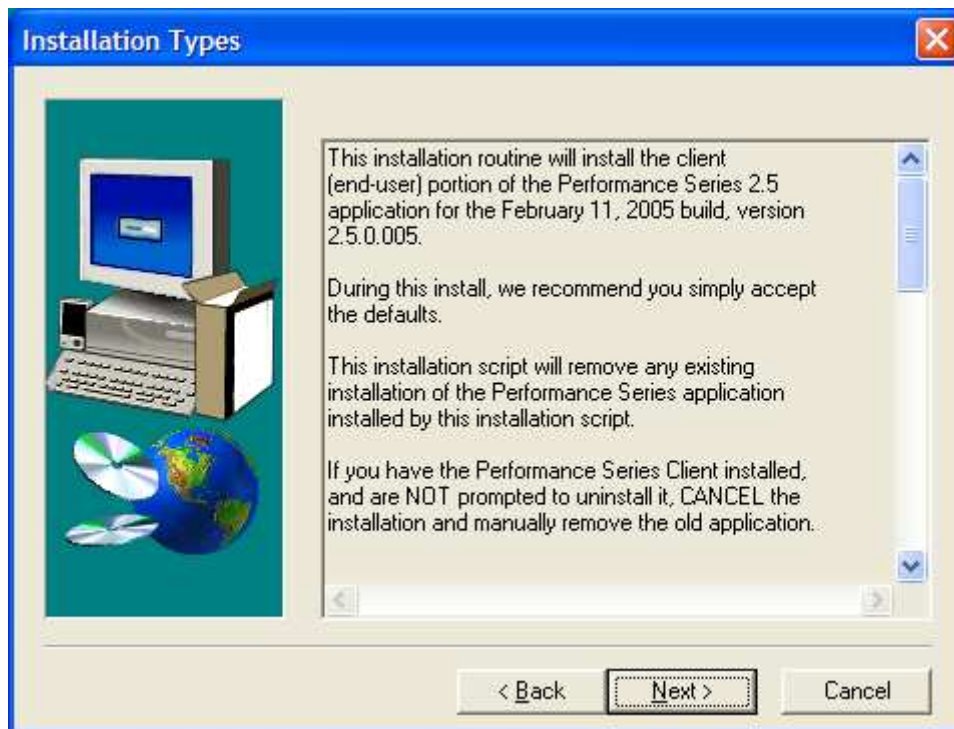 Installation Types
This installation routine will install the client
(end-user) portion of the Performance Series 2.5
application for the February 11, 2005 build, version
2.5.0.005.
During this install, we recommend you simply accept
the defaults.
This installation script will remove any existing
installation of the Performance Series application
installed by this installation script.
If you have the Performance Series Client installed,
and are NOT prompted to uninstall it, CANCEL the
installation and manually remove the old application.
< Back
Next >
Cancel